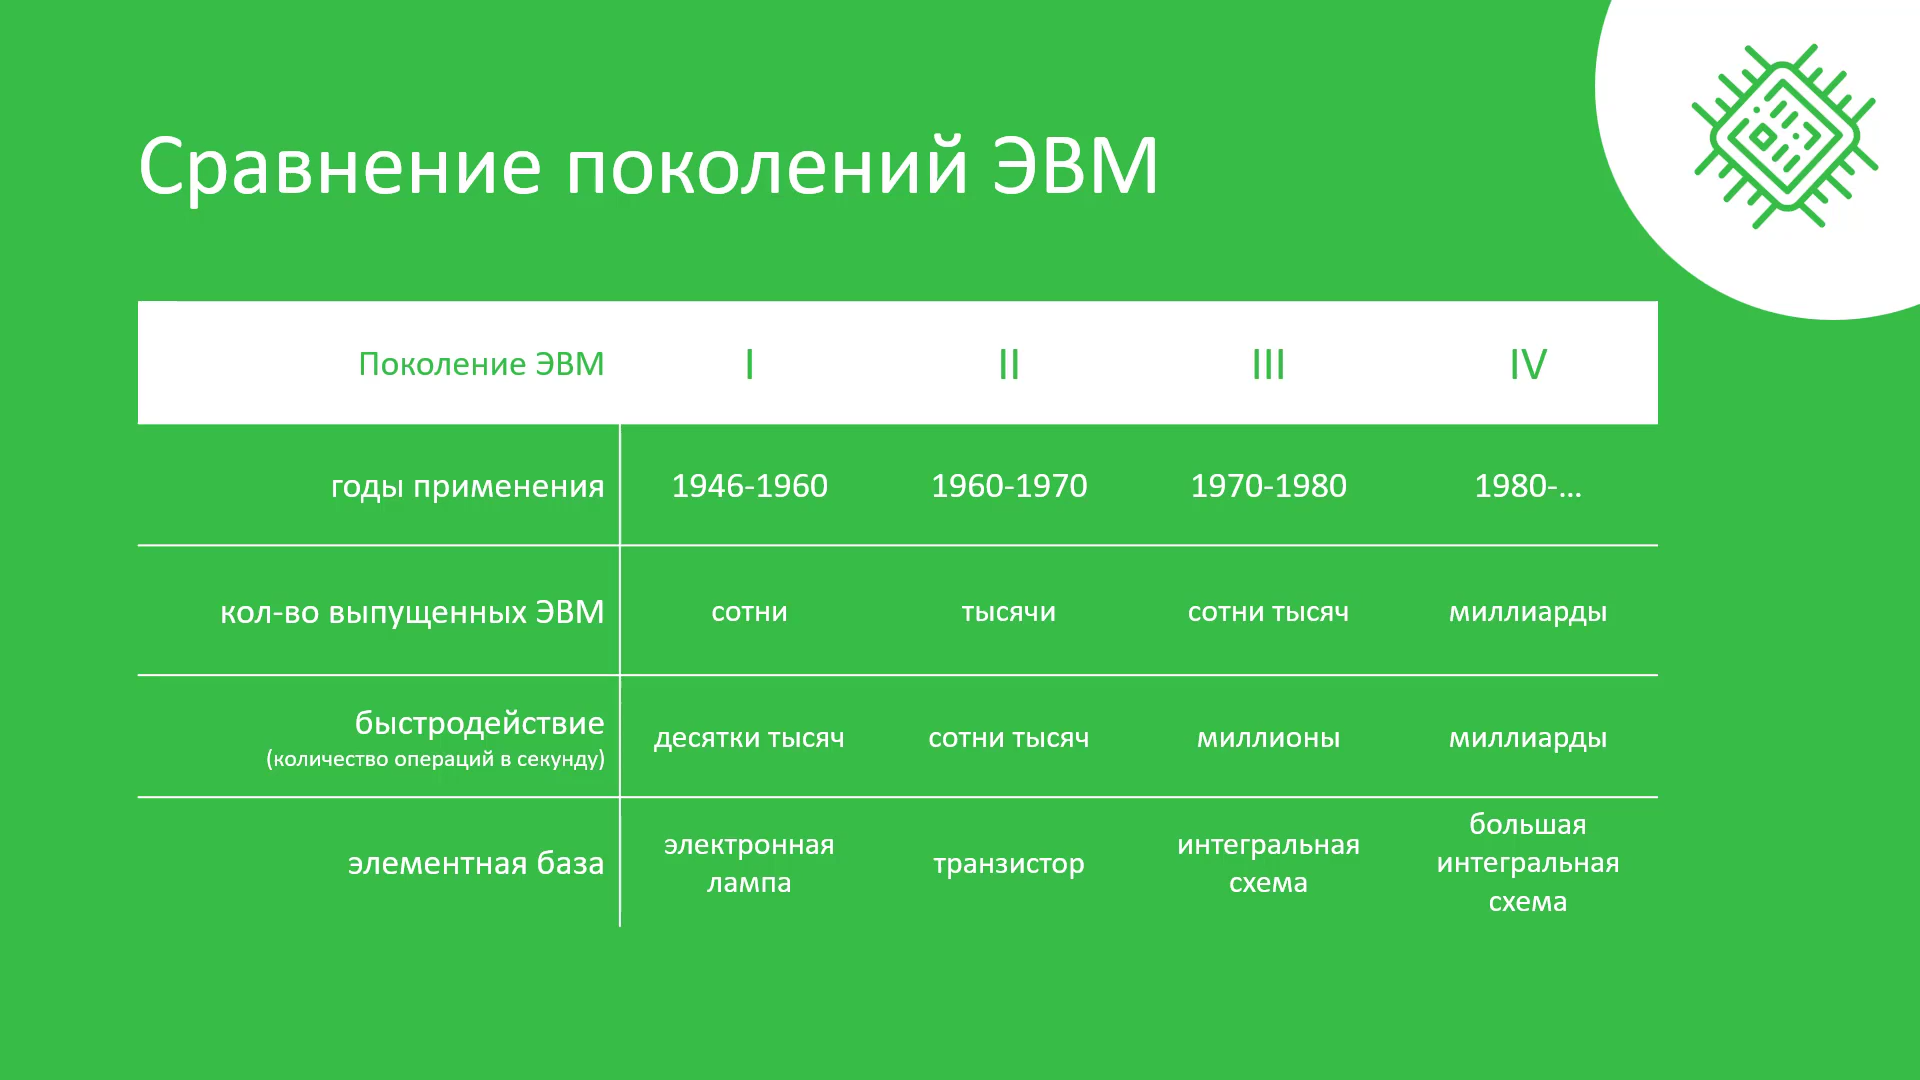 Сравнение поколений ЭВМ
Поколение ЭВМ I II III IV
годы применения 1946-1960 1960-1970 1970-1980 1980-...
кол-во выпущенных ЭВМ сотни тысячи сотни тысяч миллиарды
быстродействие
(количество операций в секунду)
десятки тысяч сотни тысяч миллионы миллиарды
элементная база
электронная
лампа
транзистор
интегральная
схема
большая
интегральная
схема